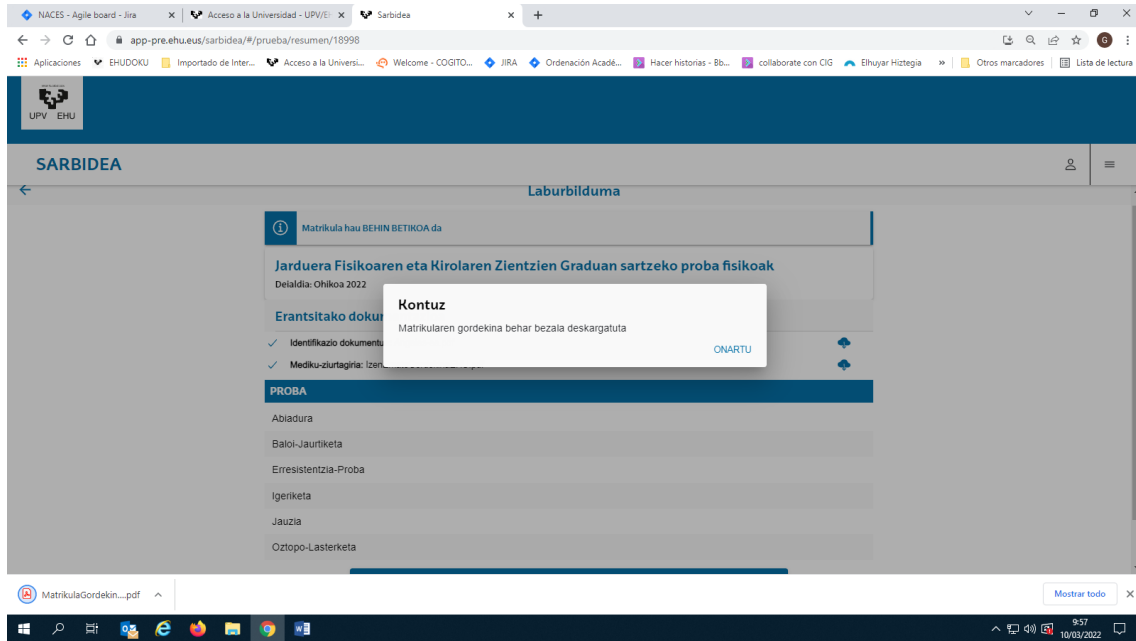 NACES - Agile board - Jira
Acceso a la Universidad - UPV/E
Sarbidea
app-pre.ehu.eus/sarbidea/#/prueba/resumen/18998
G
Aplicaciones EHUDOKU Importado de Inter... Acceso a la Universi... Welcome - COGITO... JIRA Ordenación Acadé... Hacer historias - Bb... collaborate con CIG Elhuyar Hiztegia » Otros marcadores Lista de lectura
UPV EHU
SARBIDEA
Laburbilduma
Matrikula hau BEHIN BETIKOA da
Jarduera Fisikoaren eta Kirolaren Zientzien Graduan sartzeko proba fisikoak
Deialdia: Ohikoa 2022
Kontuz
Matrikularen gordekina behar bezala deskargatuta
ONARTU
Erantsitako doku
Identifikazio dokumentu
Mediku-ziurtagiria:
PROBA
Abiadura
Baloi-Jaurtiketa
Erresistentzia-Proba
Igeriketa
Jauzia
Oztopo-Lasterketa
MatrikulaGordekin....pdf
Mostrar todo
9:57
10/03/2022